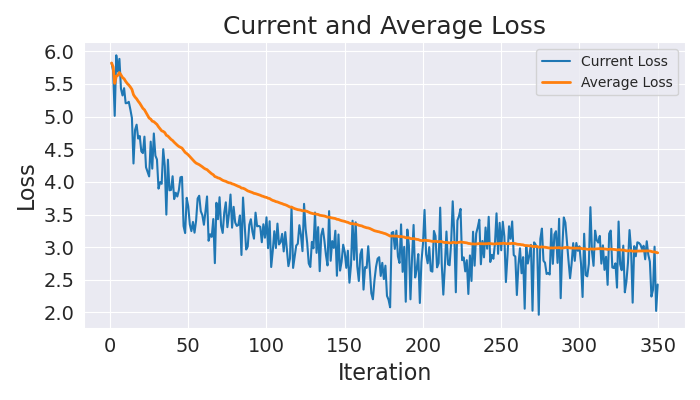 Current and Average Loss
6.0
5.5
5.0
4.5
4.0
3.5
3.0
2.5
2.0
Loss
Current Loss
Average Loss
0 50 100 150 200 250 300 350
Iteration